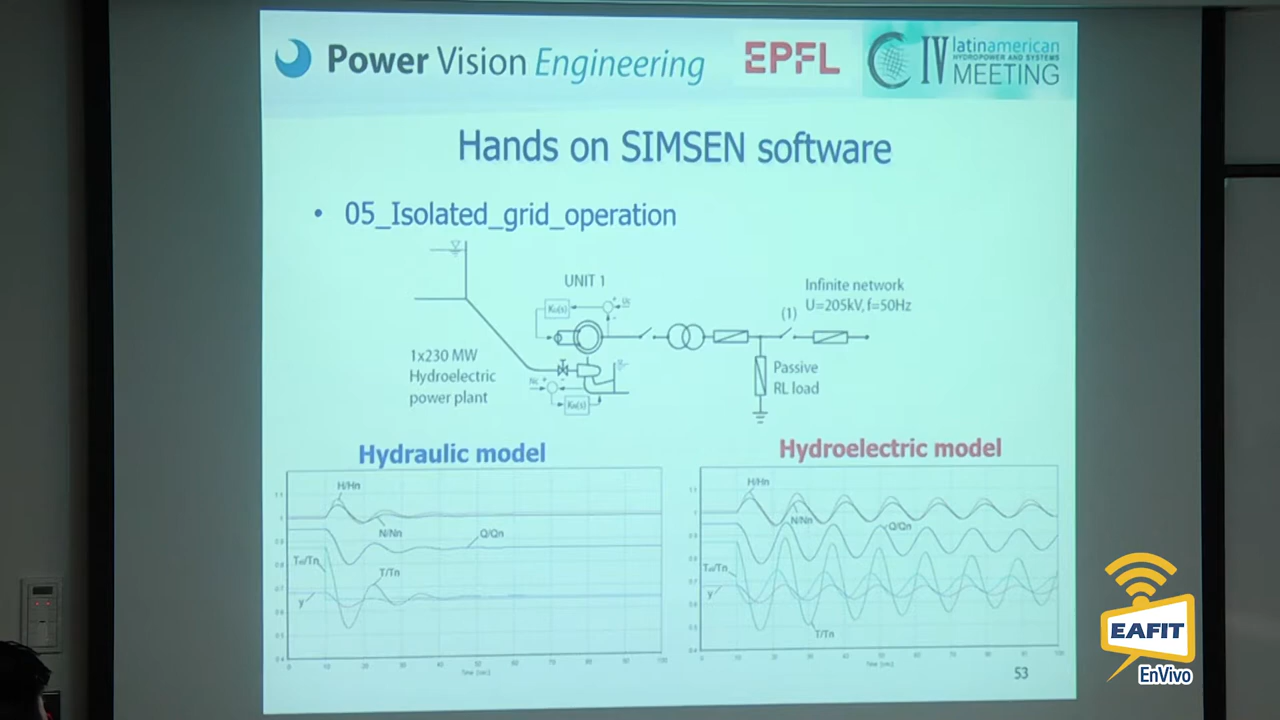 Power Vision Engineering
EPFL
IV latinamerican
HYDROPOWER AND SYSTEMS
MEETING
Hands on SIMSEN software
• 05_Isolated_grid_operation
UNIT 1
Infinite network
U=205kV, f=50Hz
(1)
1x230 MW
Hydroelectric
power plant
Passive
RL load
Hydraulic model
H/Hn
N/Nn
Q/Qn
T/Tn
y
Hydroelectric model
H/Hn
N/Nn
Q/Qn
y
T/Tn
53
EAFIT
EnVivo